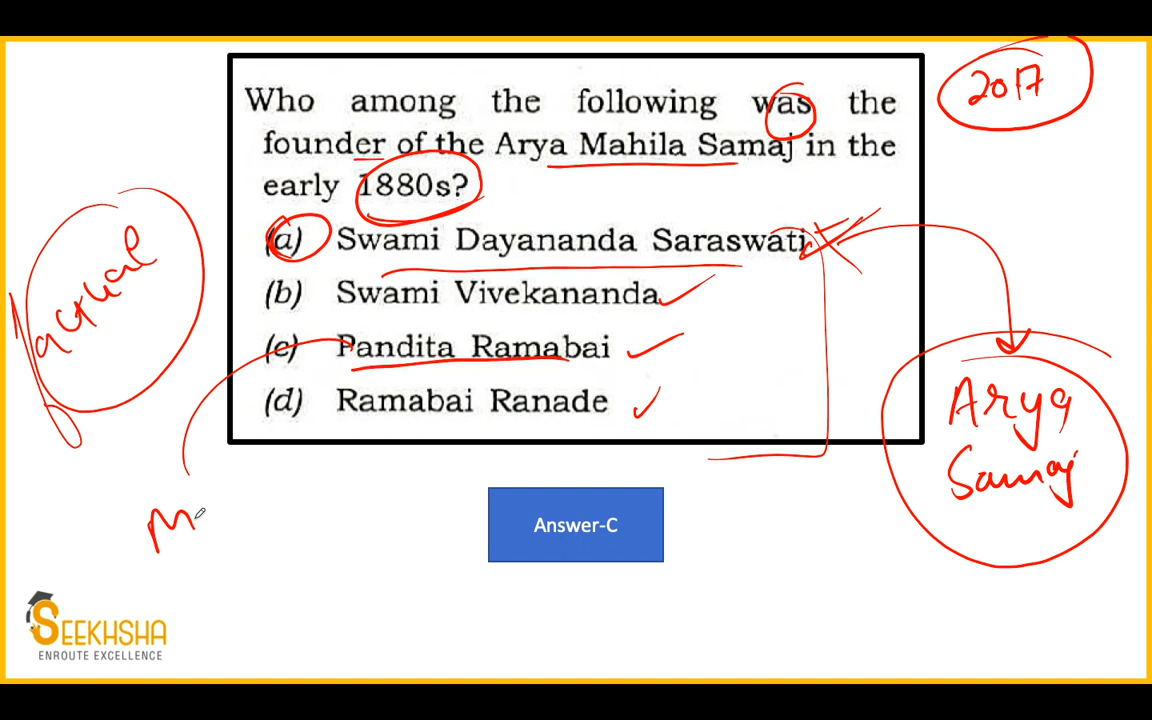 2017
Who among the following was the
founder of the Arya Mahila Samaj in the
early 1880s?
(a) Swami Dayananda Saraswati
(b) Swami Vivekananda
(c) Pandita Ramabai
(d) Ramabai Ranade
factual
Arya
Samaj
M
Answer-C
SEEKHSHA
ENROUTE EXCELLENCE